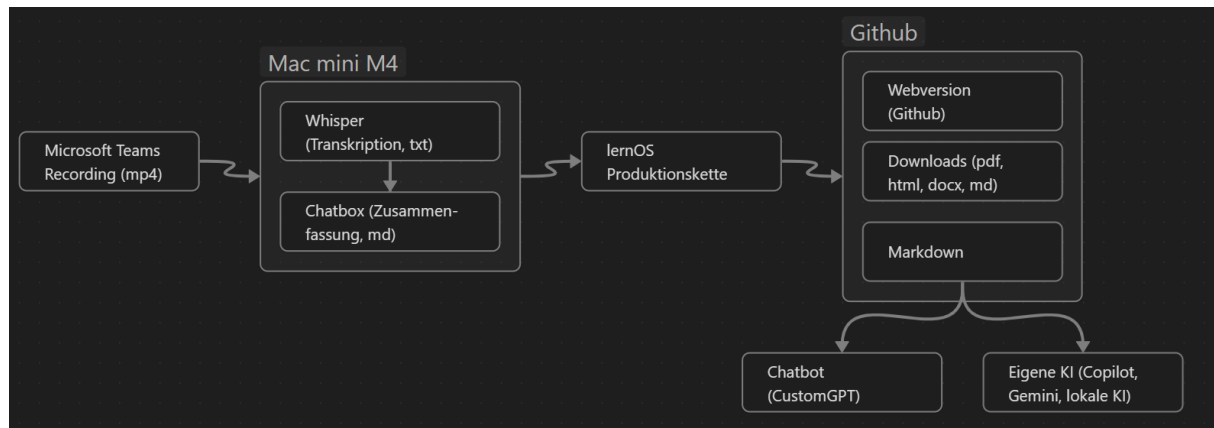 Microsoft Teams
Recording (mp4)
Mac mini M4
Whisper
(Transkription, txt)
Chatbox (Zusammen-
fassung, md)
lernOS
Produktionskette
Github
Webversion
(Github)
Downloads (pdf,
html, docx, md)
Markdown
Chatbot
(CustomGPT)
Eigene KI (Copilot,
Gemini, lokale KI)